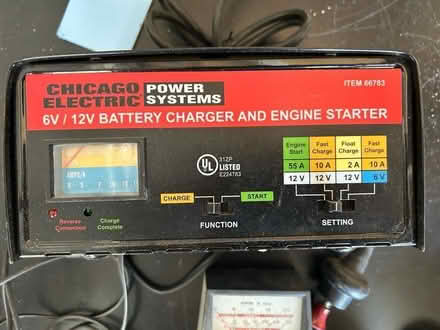 CHICAGO ELECTRIC POWER SYSTEMS
ITEM 66783
6V / 12V BATTERY CHARGER AND ENGINE STARTER
Engine Start Fast Charge Float Charge Fast Charge
55 A 10 A 2 A 10 A
12 V 12 V 12 V 6 V
UL LISTED
31ZP
E224783
CHARGE START
FUNCTION
SETTING
Reverse Connection
Charge Complete